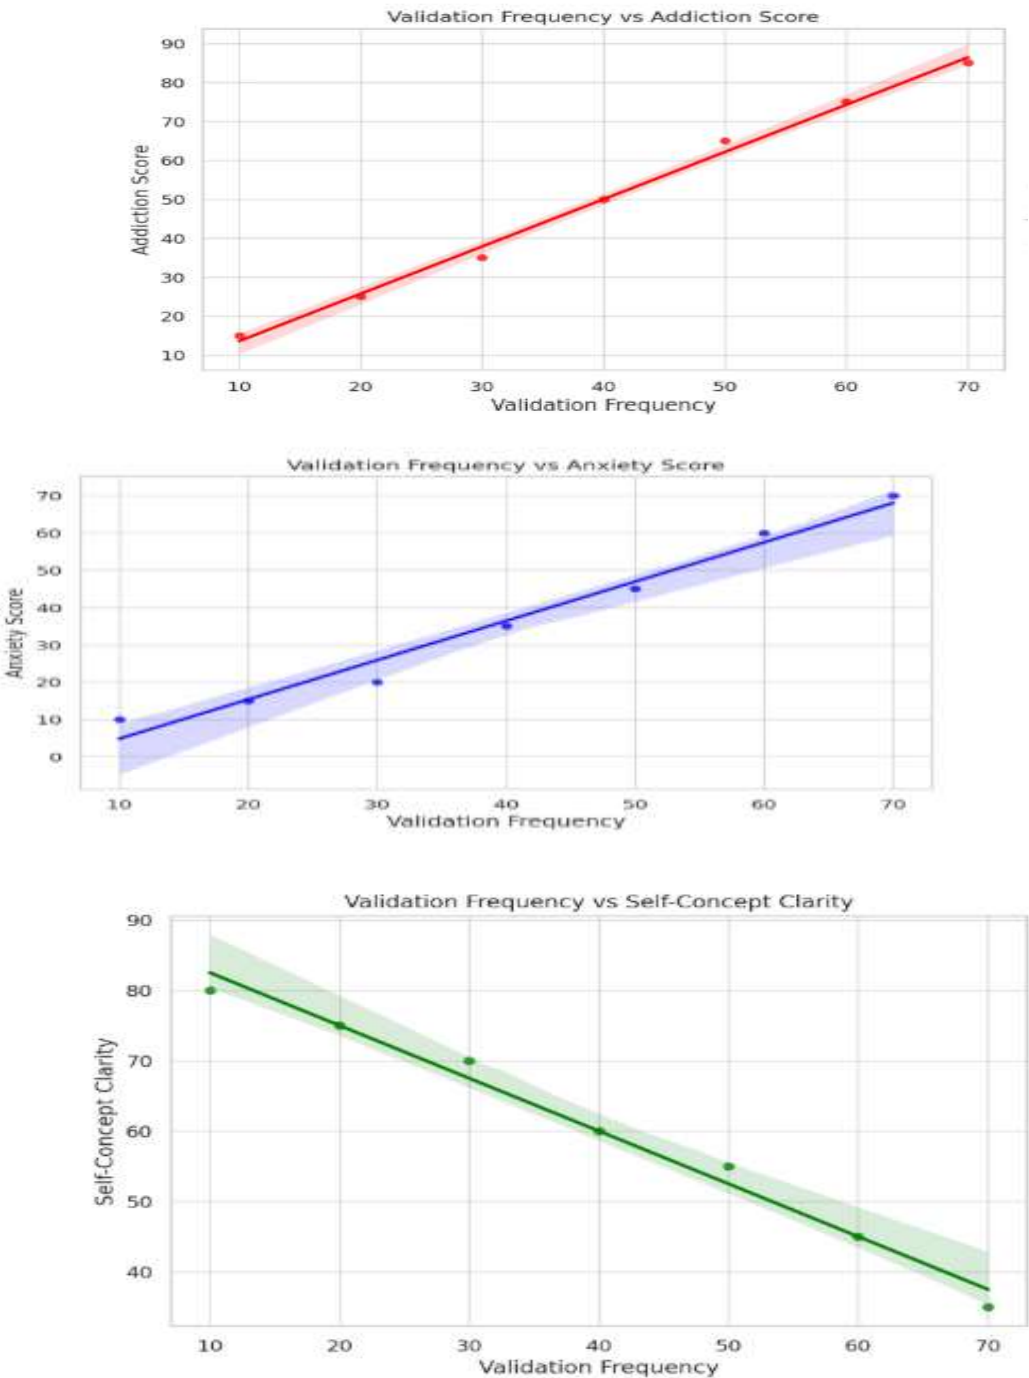 Validation Frequency vs Addiction Score
90
80
70
60
50
40
30
20
10
Addiction Score
10 20 30 40 50 60 70
Validation Frequency
Validation Frequency vs Anxiety Score
70
60
50
40
30
20
10
0
Anxiety Score
10 20 30 40 50 60 70
Validation Frequency
Validation Frequency vs Self-Concept Clarity
90
80
70
60
50
40
Self-Concept Clarity
10 20 30 40 50 60 70
Validation Frequency